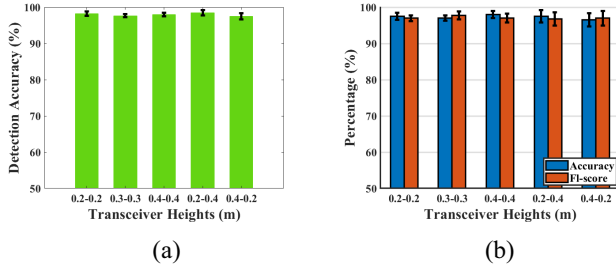 100
90
80
70
60
50
Detection Accuracy (%)
0.2–0.2 0.3–0.3 0.4–0.4 0.2–0.4 0.4–0.2
Transceiver Heights (m)
(a)
100
90
80
70
60
50
Percentage (%)
Accuracy
F1-score
0.2–0.2 0.3–0.3 0.4–0.4 0.2–0.4 0.4–0.2
Transceiver Heights (m)
(b)